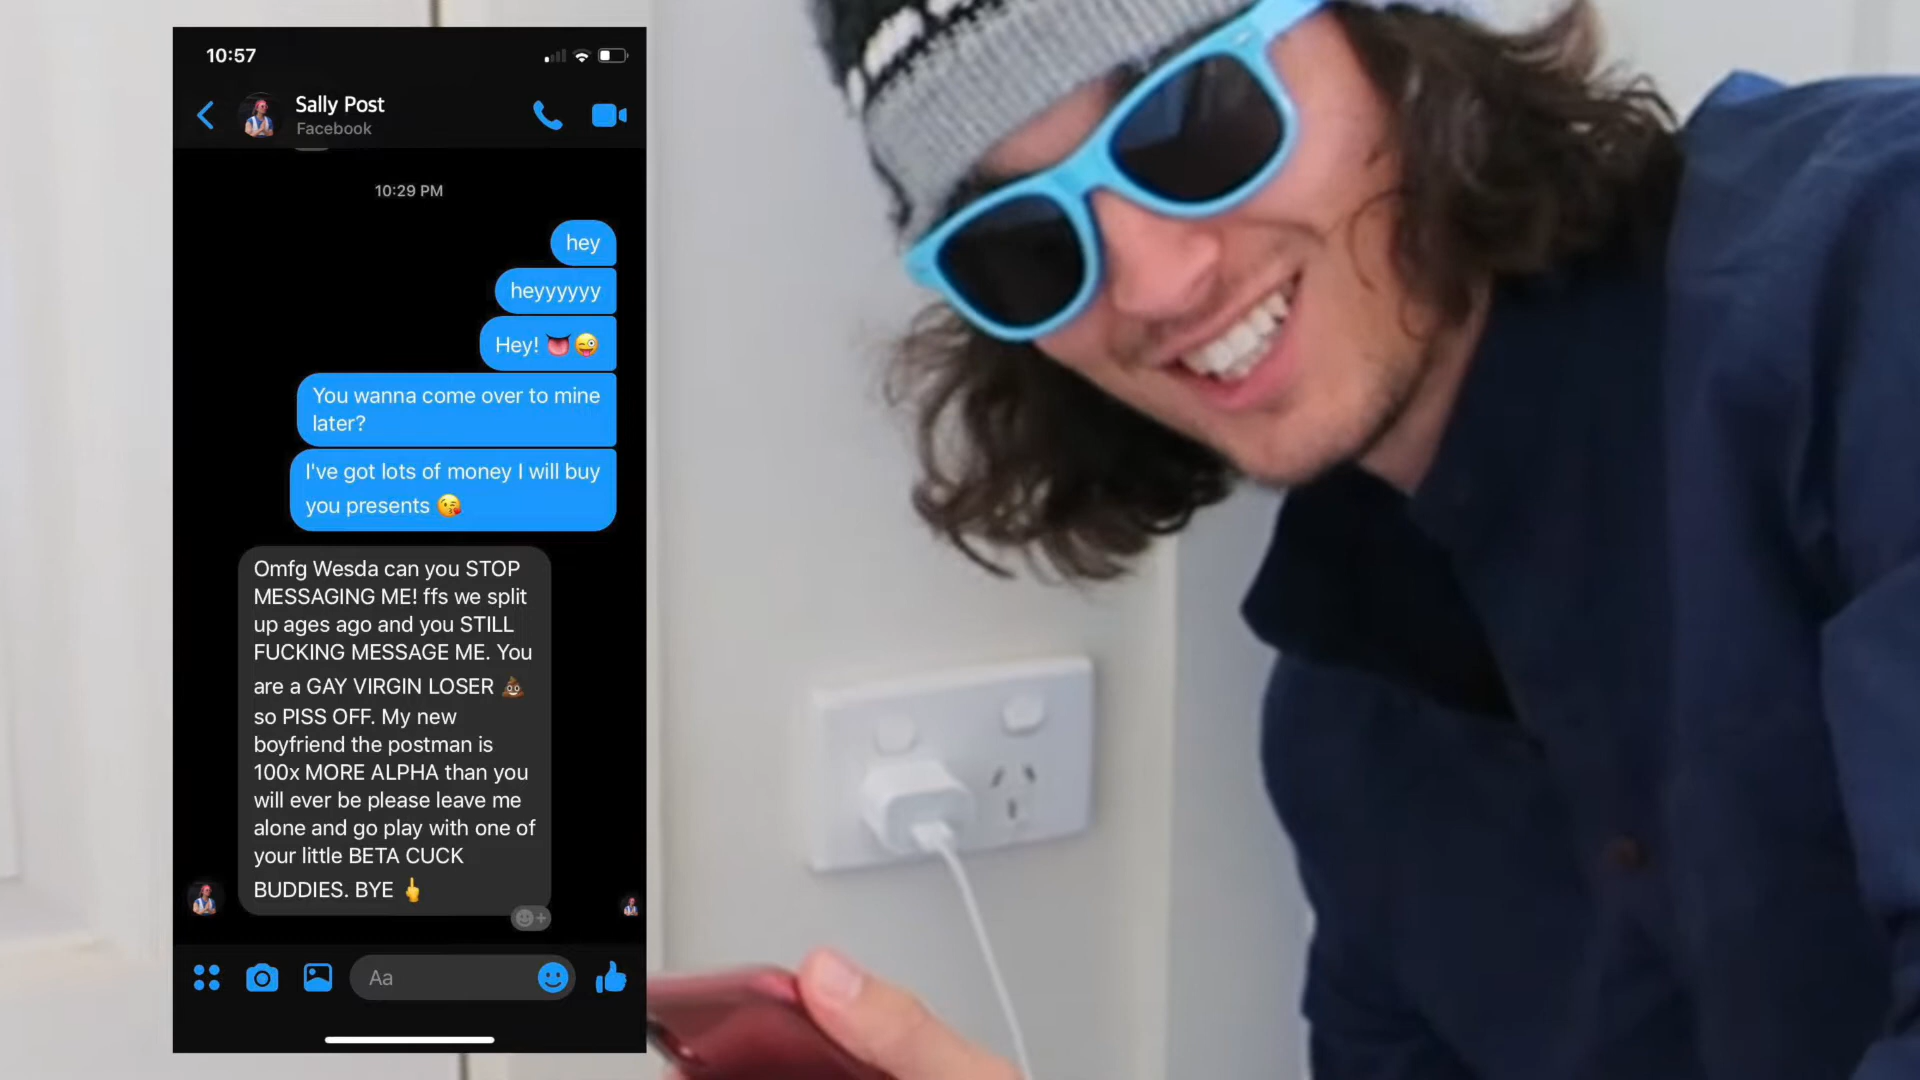 10:57
Sally Post
Facebook
10:29 PM
hey
heyyyyyy
Hey! 👅😜
You wanna come over to mine
later?
I've got lots of money I will buy
you presents 😘
Omfg Wesda can you STOP
MESSAGING ME! ffs we split
up ages ago and you STILL
FUCKING MESSAGE ME. You
are a GAY VIRGIN LOSER 💩
so PISS OFF. My new
boyfriend the postman is
100x MORE ALPHA than you
will ever be please leave me
alone and go play with one of
your little BETA CUCK
BUDDIES. BYE 🖕
Aa